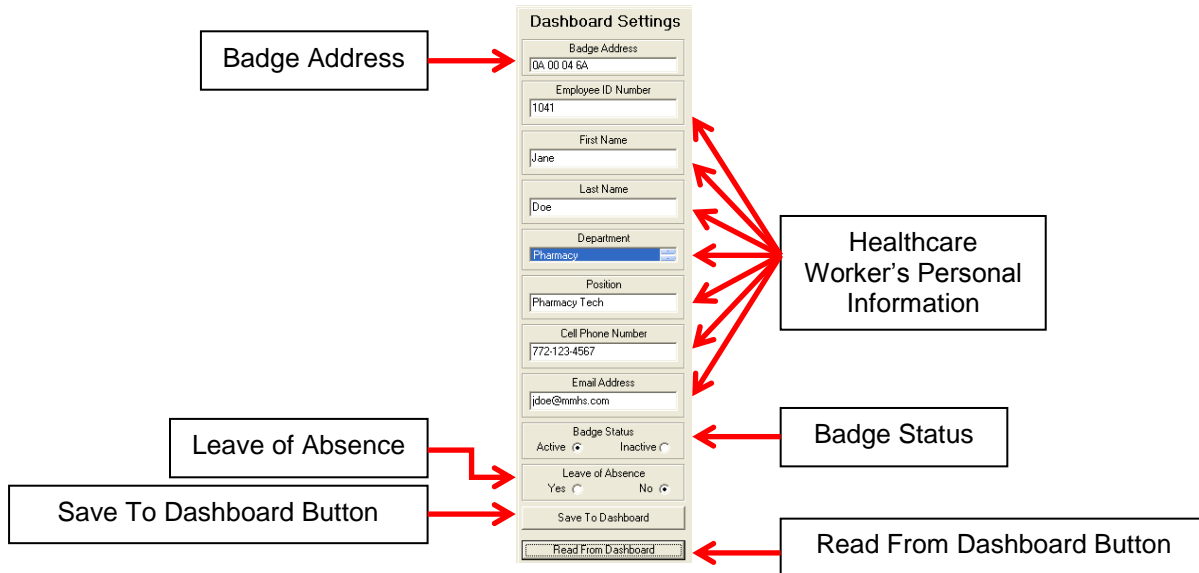 Dashboard Settings
Badge Address
Badge Address
0A 00 04 6A
Employee ID Number
1041
First Name
Jane
Last Name
Doe
Department
Pharmacy
Healthcare
Worker's Personal
Information
Position
Pharmacy Tech
Cell Phone Number
772-123-4567
Email Address
jdoe@mmhs.com
Badge Status
Active Inactive
Badge Status
Leave of Absence
Leave of Absence
Yes No
Save To Dashboard Button
Save To Dashboard
Read From Dashboard
Read From Dashboard Button